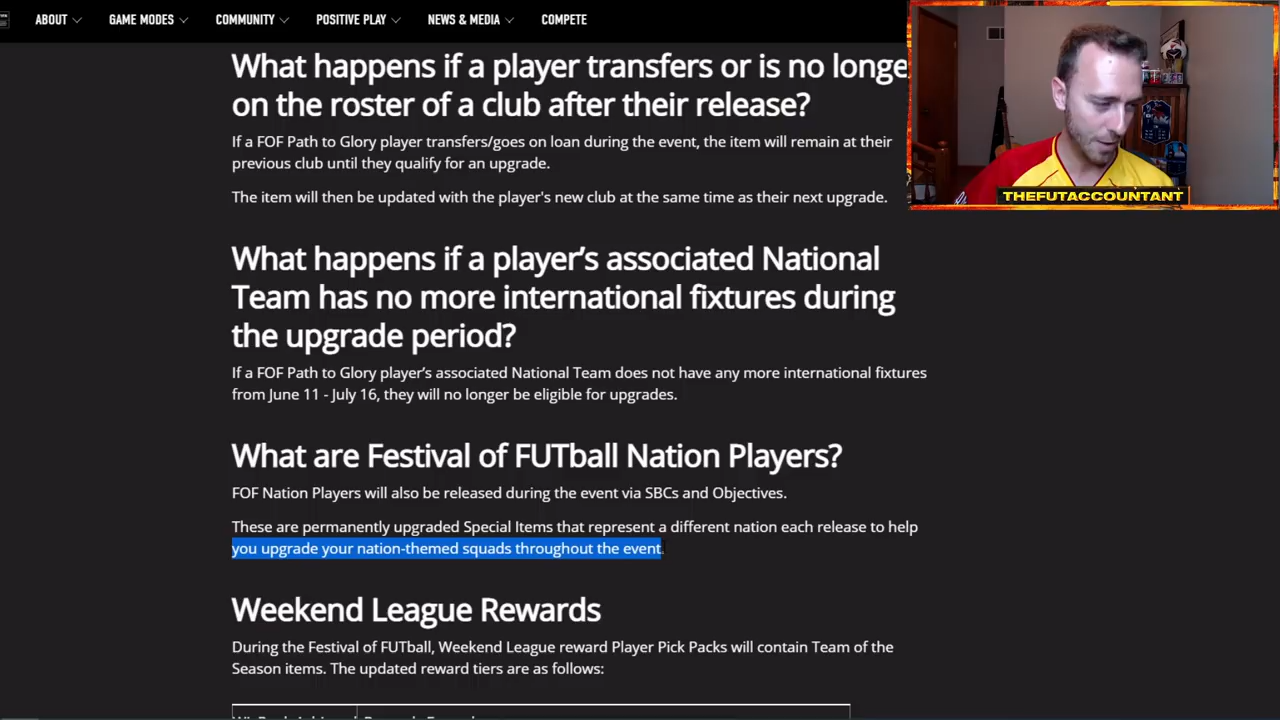 ABOUT GAME MODES COMMUNITY POSITIVE PLAY NEWS & MEDIA COMPETE
What happens if a player transfers or is no longe
on the roster of a club after their release?
If a FOF Path to Glory player transfers/goes on loan during the event, the item will remain at their
previous club until they qualify for an upgrade.
The item will then be updated with the player's new club at the same time as their next upgrade.
THEFUTACCOUNTANT
What happens if a player’s associated National
Team has no more international fixtures during
the upgrade period?
If a FOF Path to Glory player’s associated National Team does not have any more international fixtures
from June 11 - July 16, they will no longer be eligible for upgrades.
What are Festival of FUTball Nation Players?
FOF Nation Players will also be released during the event via SBCs and Objectives.
These are permanently upgraded Special Items that represent a different nation each release to help
you upgrade your nation-themed squads throughout the event.
Weekend League Rewards
During the Festival of FUTball, Weekend League reward Player Pick Packs will contain Team of the
Season items. The updated reward tiers are as follows: